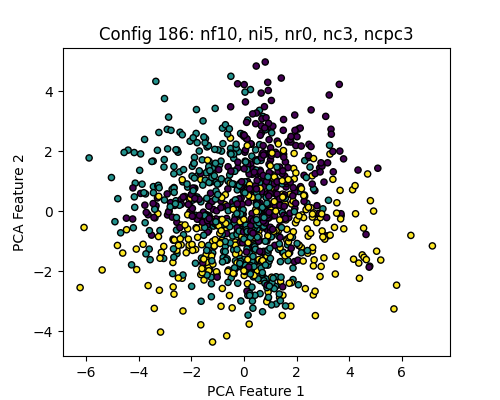 Config 186: nf10, ni5, nr0, nc3, ncpc3
PCA Feature 2
4
2
0
−2
−4
−6 −4 −2 0 2 4 6
PCA Feature 1